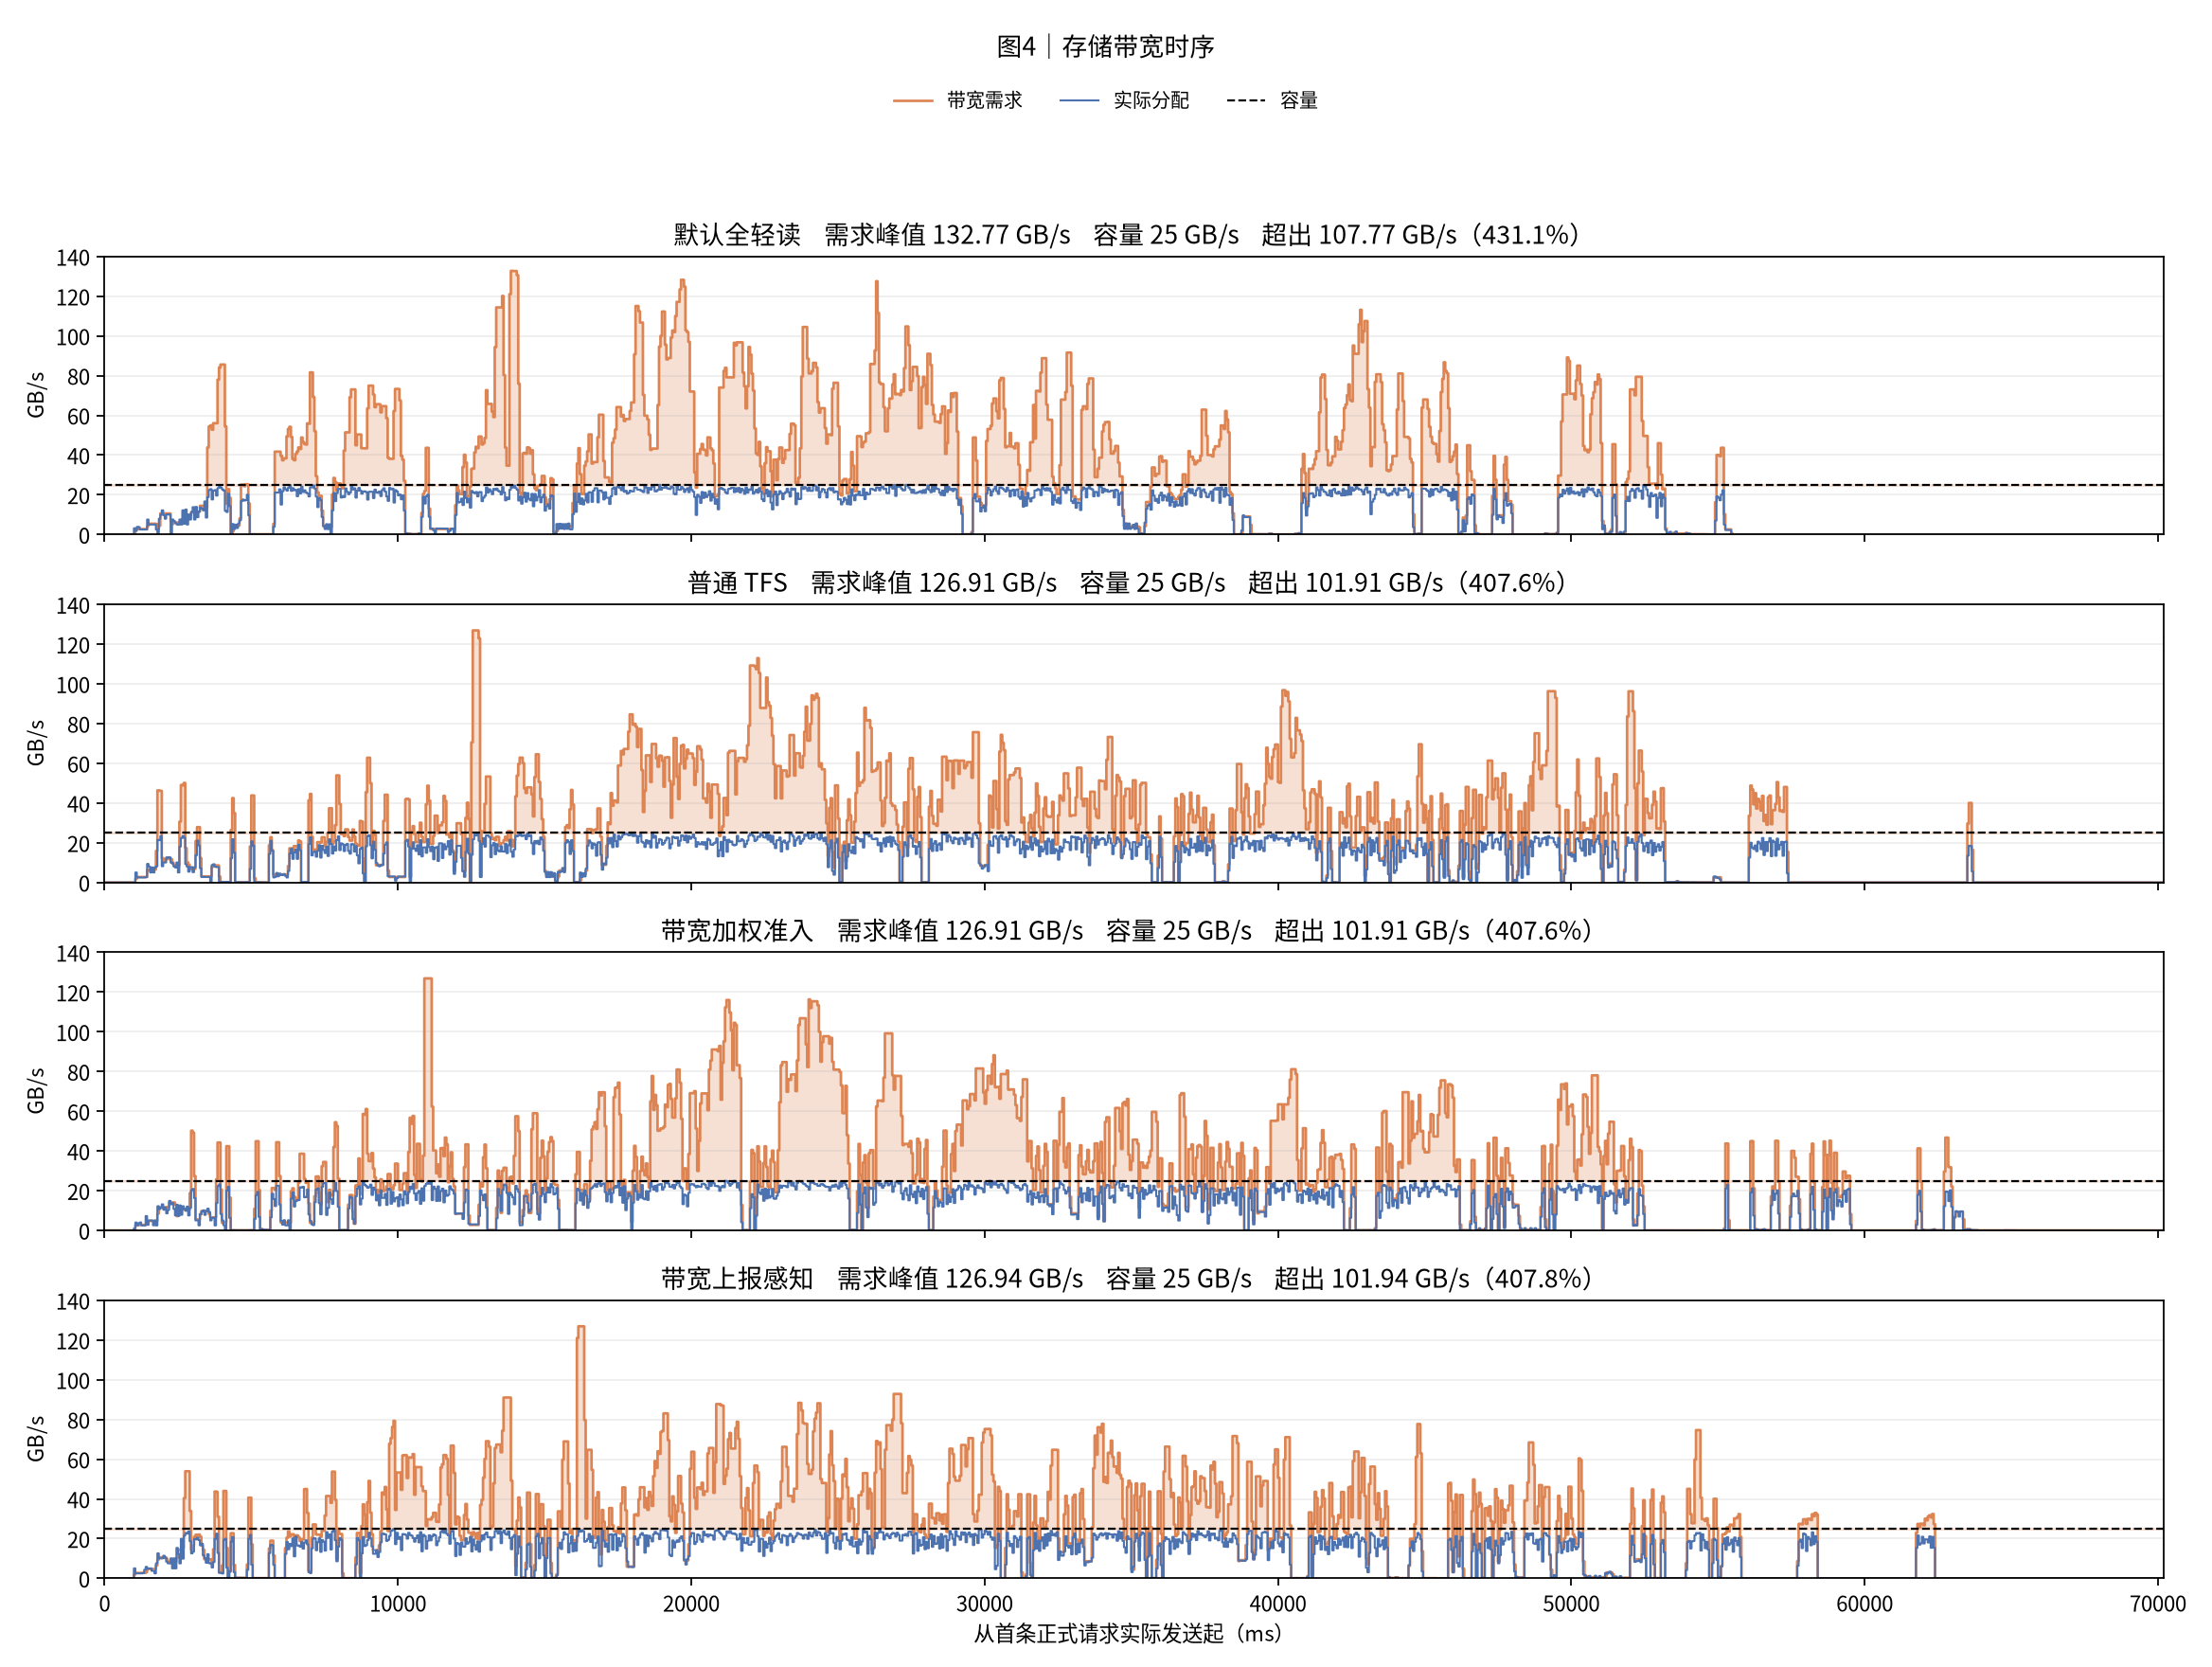 图4｜存储带宽时序
带宽需求 实际分配 容量
默认全轻读 需求峰值 132.77 GB/s 容量 25 GB/s 超出 107.77 GB/s（431.1%）
140
120
100
80
60
40
20
0
GB/s
普通 TFS 需求峰值 126.91 GB/s 容量 25 GB/s 超出 101.91 GB/s（407.6%）
140
120
100
80
60
40
20
0
GB/s
带宽加权准入 需求峰值 126.91 GB/s 容量 25 GB/s 超出 101.91 GB/s（407.6%）
140
120
100
80
60
40
20
0
GB/s
带宽上报感知 需求峰值 126.94 GB/s 容量 25 GB/s 超出 101.94 GB/s（407.8%）
140
120
100
80
60
40
20
0
GB/s
0 10000 20000 30000 40000 50000 60000 70000
从首条正式请求实际发送起（ms）